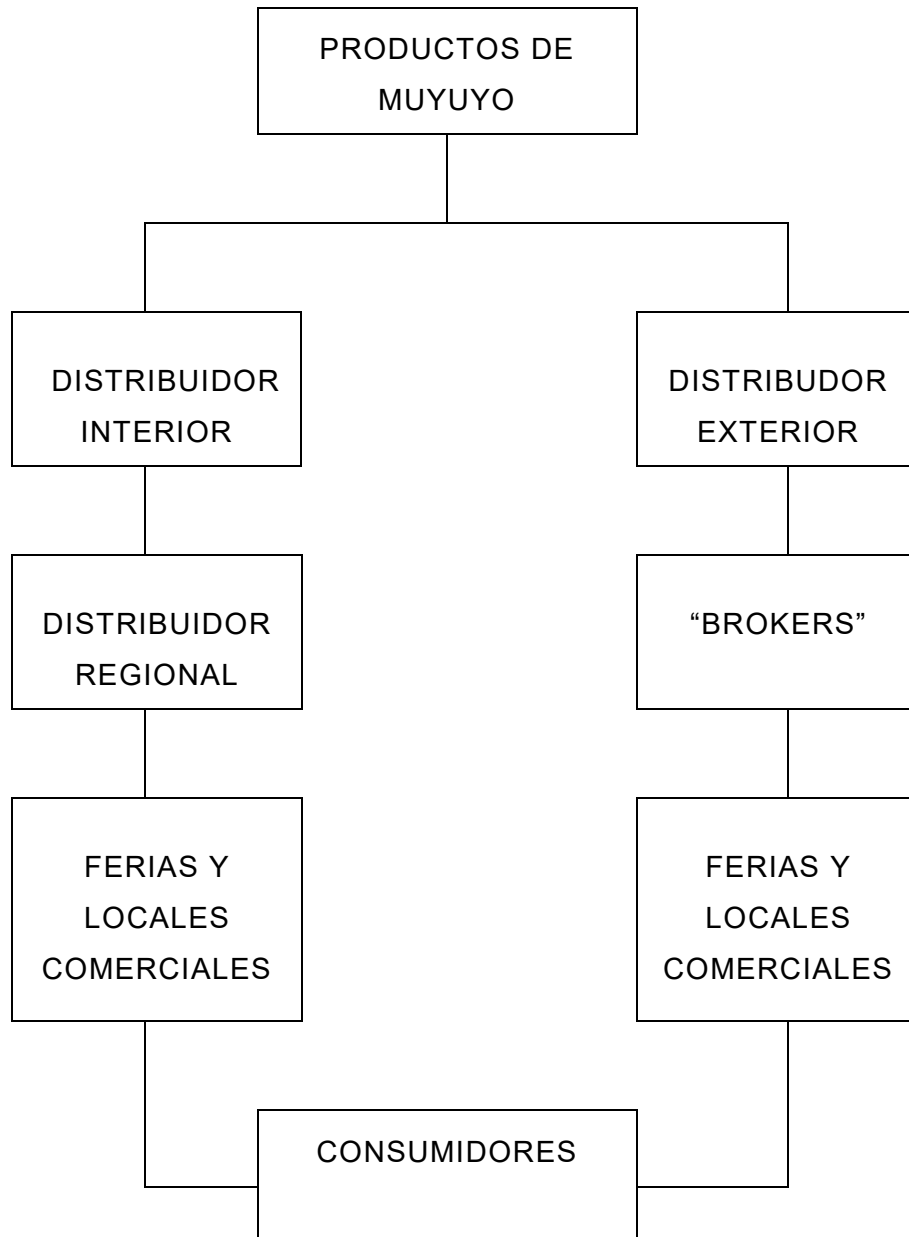 PRODUCTOS DE
MUYUYO
DISTRIBUIDOR
INTERIOR
DISTRIBUDOR
EXTERIOR
DISTRIBUIDOR
REGIONAL
“BROKERS”
FERIAS Y
LOCALES
COMERCIALES
FERIAS Y
LOCALES
COMERCIALES
CONSUMIDORES